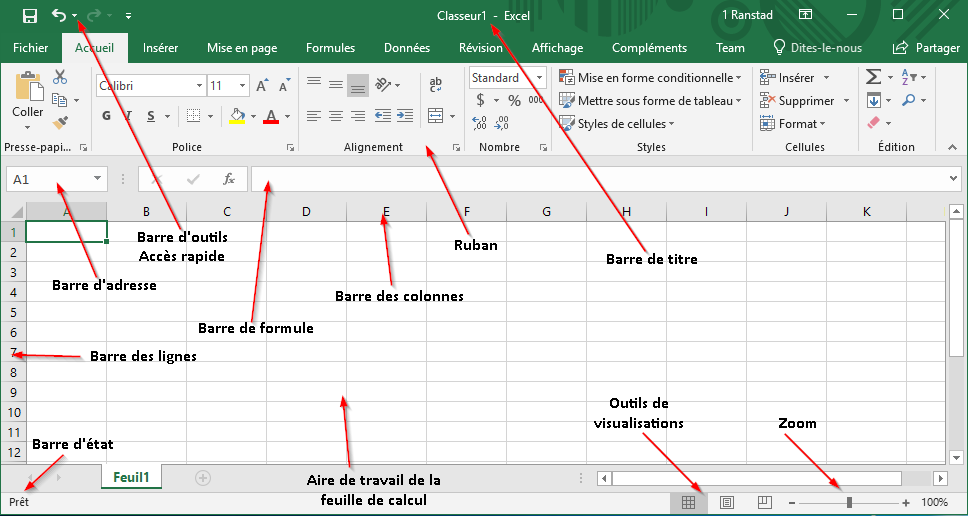 Classeur1 - Excel
1 Ranstad
Fichier Accueil Insérer Mise en page Formules Données Révision Affichage Compléments Team Dites-le-nous Partager
Coller
Calibri 11
G I S
Standard
$ % 000
Mise en forme conditionnelle
Mettre sous forme de tableau
Styles de cellules
Insérer
Supprimer
Format
Presse-papi... Police Alignement Nombre Styles Cellules Édition
A1 fx
A B C D E F G H I J K
1
2
3
4
5
6
7
8
9
10
11
12
Barre d'outils
Accès rapide
Ruban
Barre de titre
Barre d'adresse
Barre des colonnes
Barre de formule
Barre des lignes
Outils de
visualisations
Zoom
Barre d'état
Aire de travail de la
feuille de calcul
Feuil1
Prêt
100%